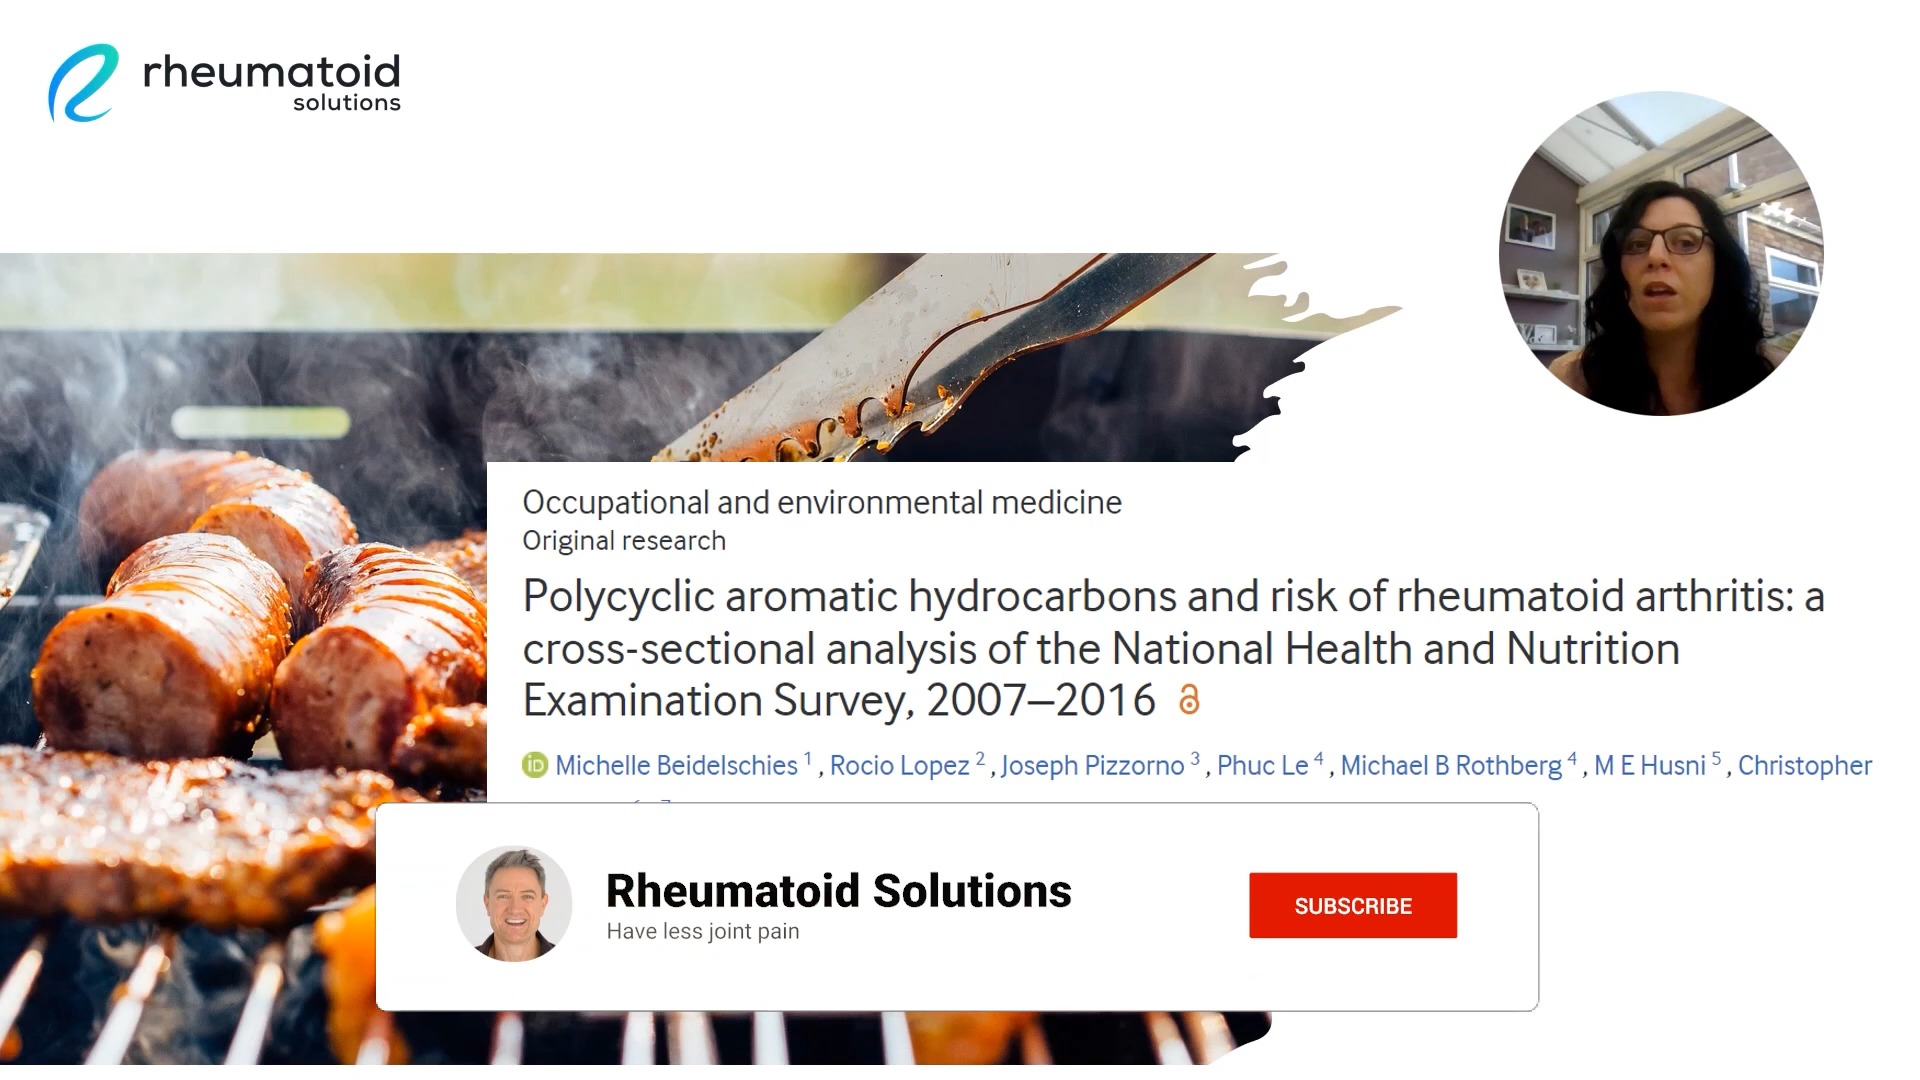 rheumatoid
solutions
Occupational and environmental medicine
Original research
Polycyclic aromatic hydrocarbons and risk of rheumatoid arthritis: a
cross-sectional analysis of the National Health and Nutrition
Examination Survey, 2007–2016
iD Michelle Beidelschies 1, Rocio Lopez 2, Joseph Pizzorno 3, Phuc Le 4, Michael B Rothberg 4, M E Husni 5, Christopher
Rheumatoid Solutions
Have less joint pain
SUBSCRIBE